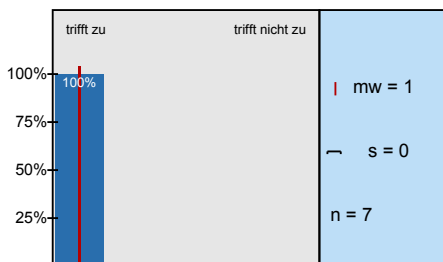 trifft zu trifft nicht zu
100%
100%
75%
50%
25%
mw = 1
s = 0
n = 7